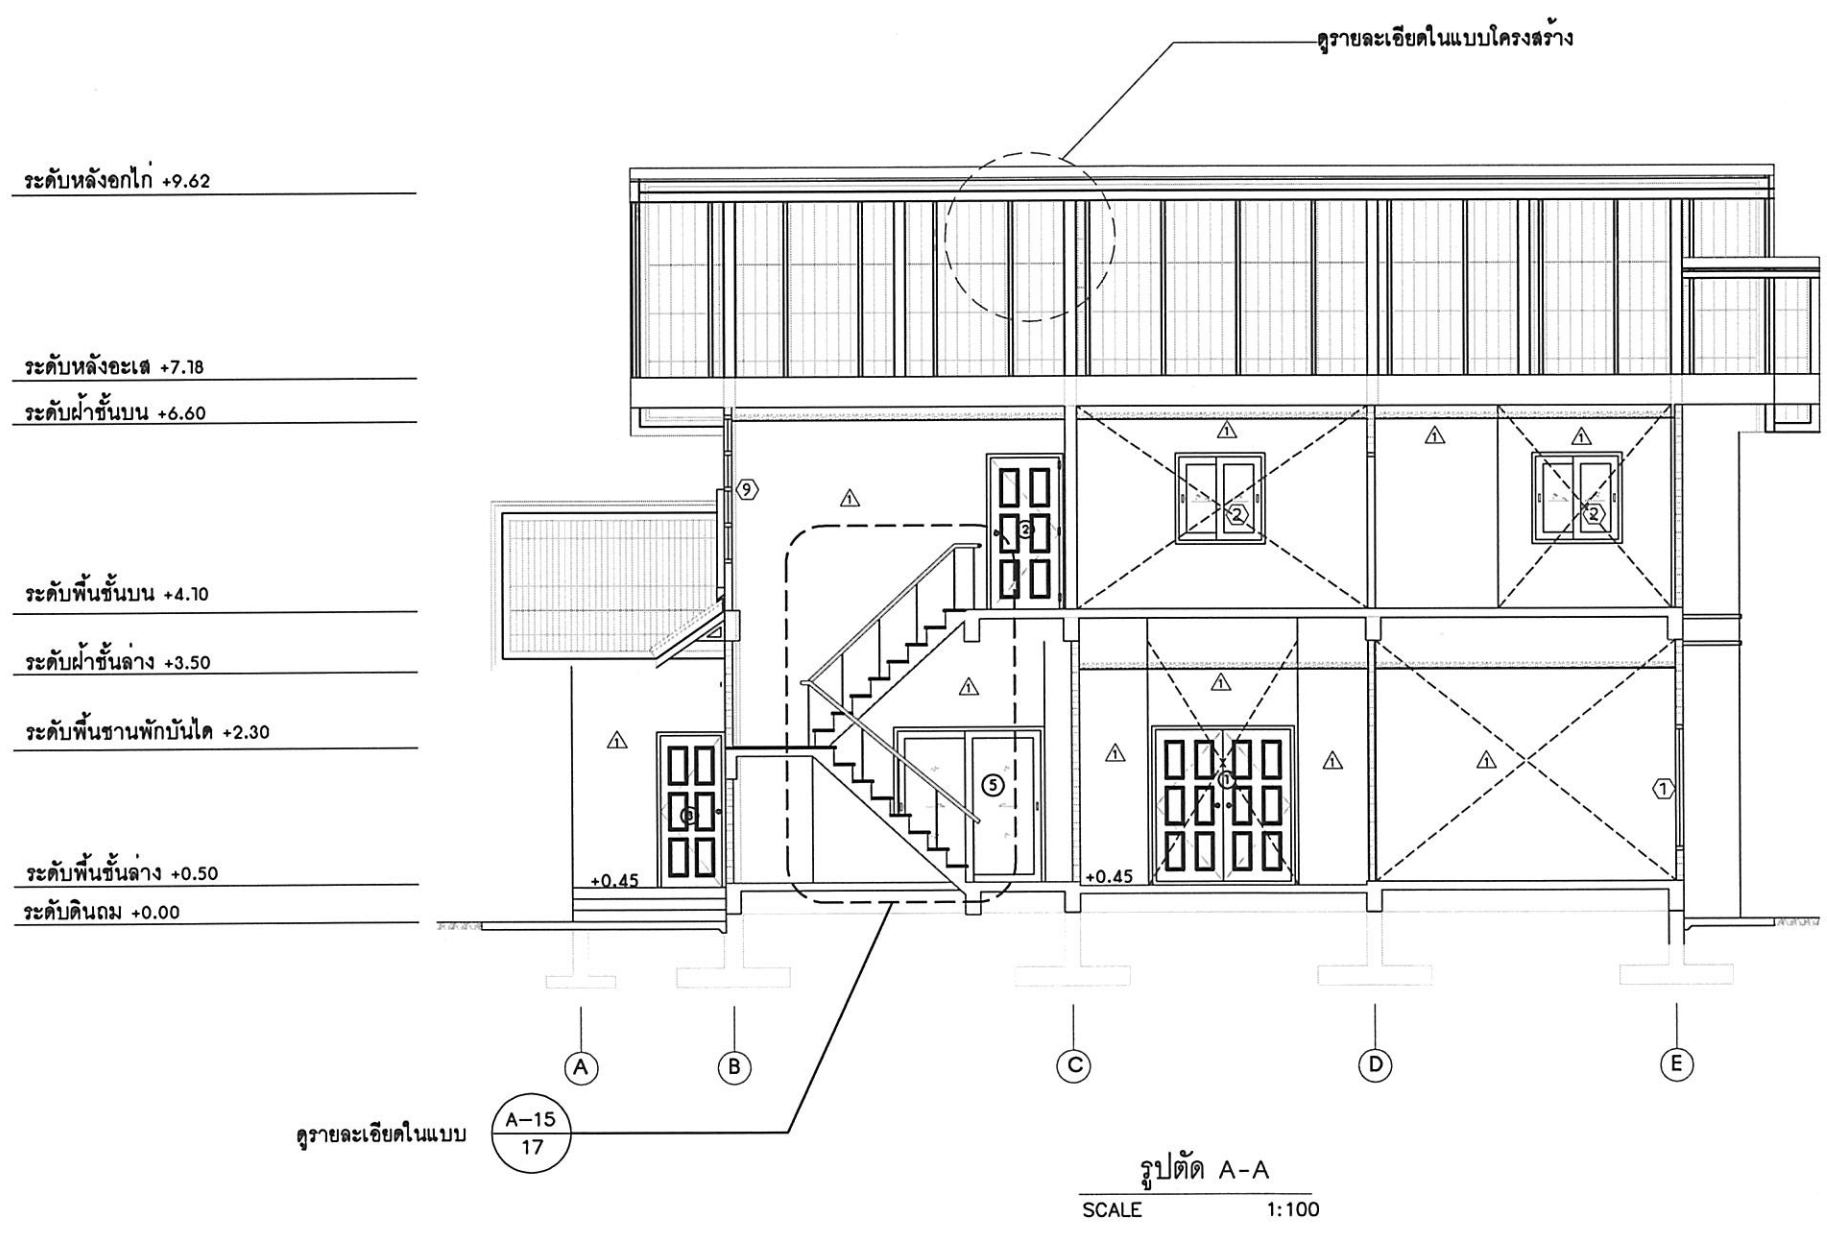 ดูรายละเอียดในแบบโครงสร้าง
ระดับหลังอกไก่ +9.62
ระดับหลังอะเส +7.18
ระดับฝ้าชั้นบน +6.60
1
1
1
9
1
2
2
2
ระดับพื้นชั้นบน +4.10
ระดับฝ้าชั้นล่าง +3.50
1
1
ระดับพื้นชานพักบันได +2.30
1
1
1
1
5
1
1
3
ระดับพื้นชั้นล่าง +0.50
+0.45
+0.45
ระดับดินถม +0.00
A
B
C
D
E
ดูรายละเอียดในแบบ
A-15
17
รูปตัด A-A
SCALE 1:100